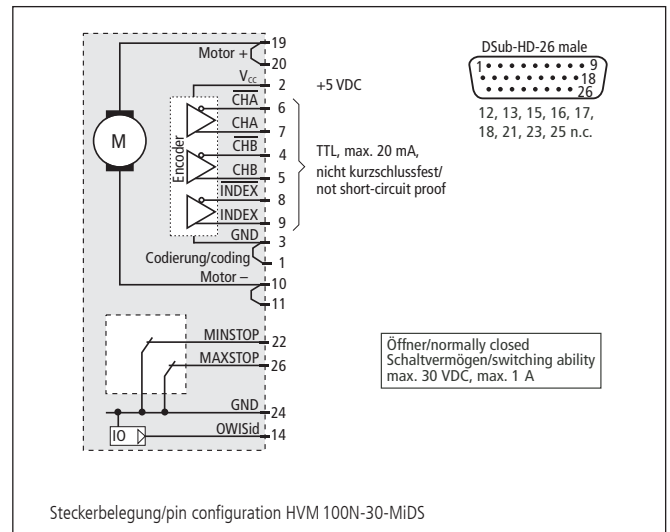 19
Motor +
20
Vcc
2
+5 VDC
CHA
6
CHA
7
CHB
4
CHB
5
INDEX
8
INDEX
9
GND
3
Codierung/coding
1
Motor –
10
11
M
Encoder
TTL, max. 20 mA,
nicht kurzschlussfest/
not short-circuit proof
DSub-HD-26 male
1 9
18
26
12, 13, 15, 16, 17,
18, 21, 23, 25 n.c.
MINSTOP
22
MAXSTOP
26
GND
24
IO
OWISid
14
Öffner/normally closed
Schaltvermögen/switching ability
max. 30 VDC, max. 1 A
Steckerbelegung/pin configuration HVM 100N-30-MiDS